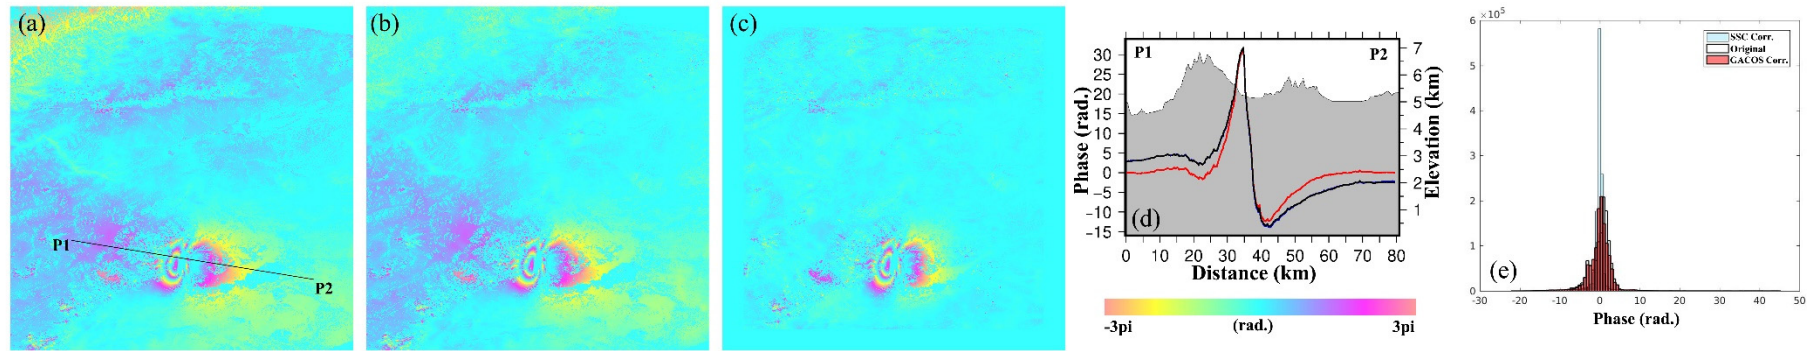 (a)
P1
P2
(b)
(c)
P1
P2
Phase (rad.)
30
25
20
15
10
5
0
−5
−10
−15
7
6
5
4
3
2
1
Elevation (km)
(d)
0 10 20 30 40 50 60 70 80
Distance (km)
-3pi (rad.) 3pi
×10⁵
6
5
4
3
2
1
0
SSC Corr.
Original
GACOS Corr.
(e)
-30 -20 -10 0 10 20 30 40 50
Phase (rad.)